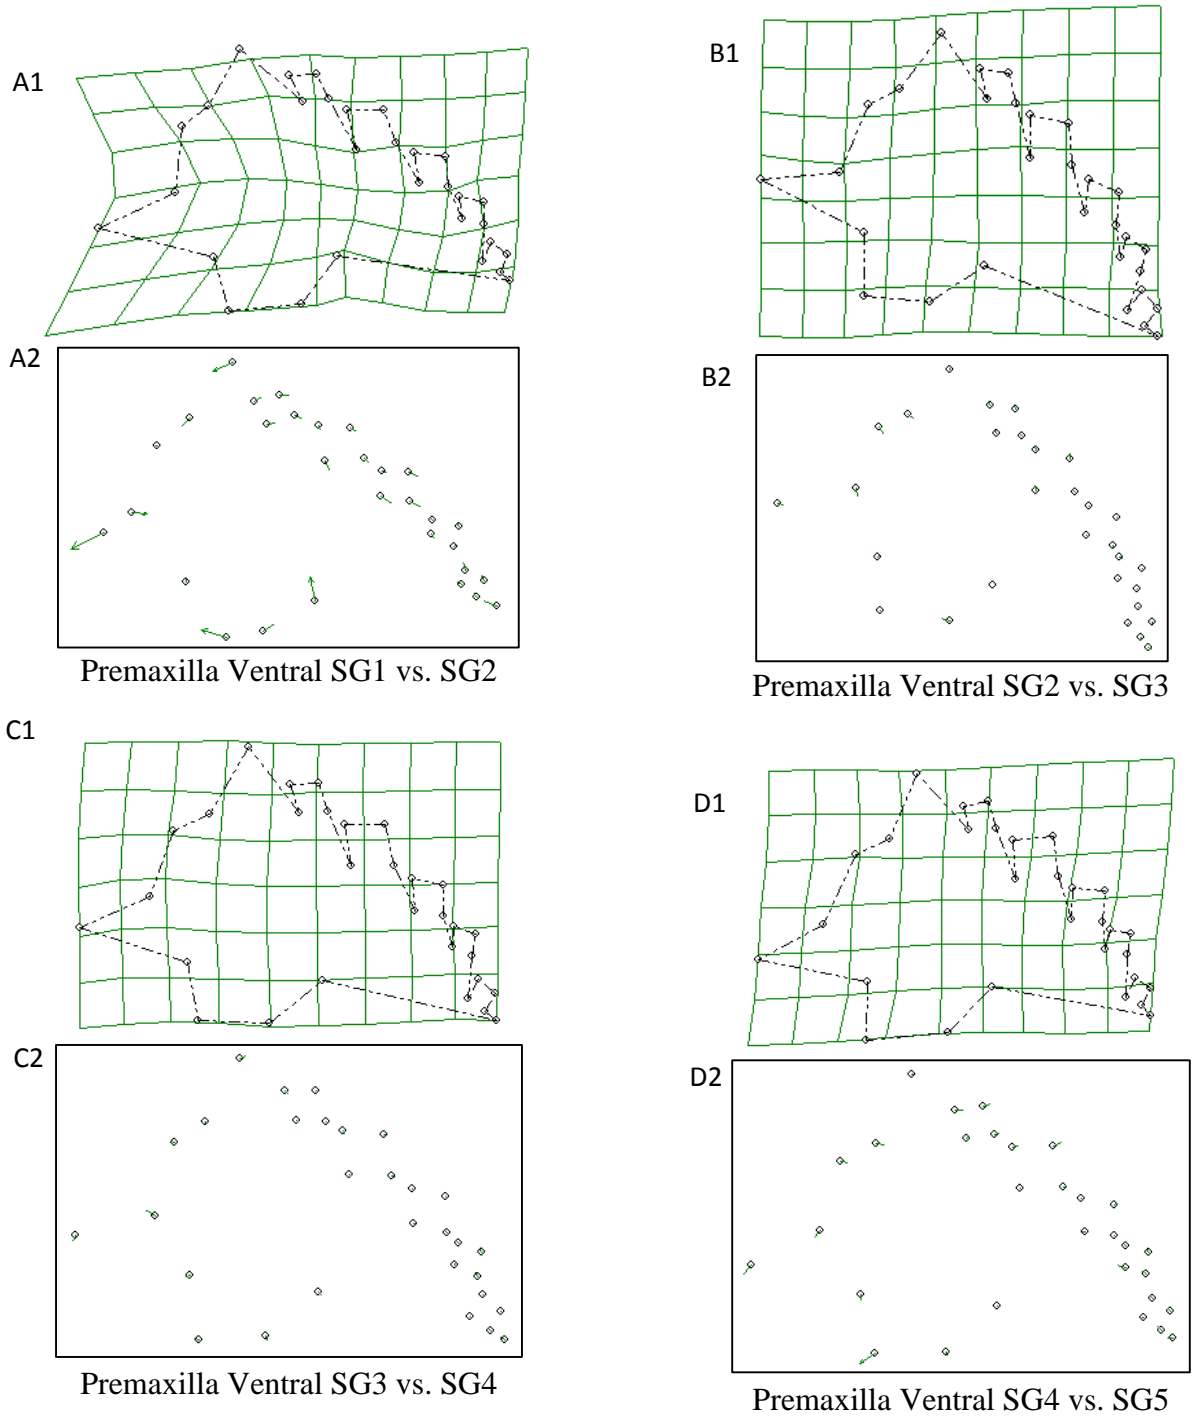 A1
B1
A2
B2
Premaxilla Ventral SG1 vs. SG2
Premaxilla Ventral SG2 vs. SG3
C1
D1
C2
D2
Premaxilla Ventral SG3 vs. SG4
Premaxilla Ventral SG4 vs. SG5